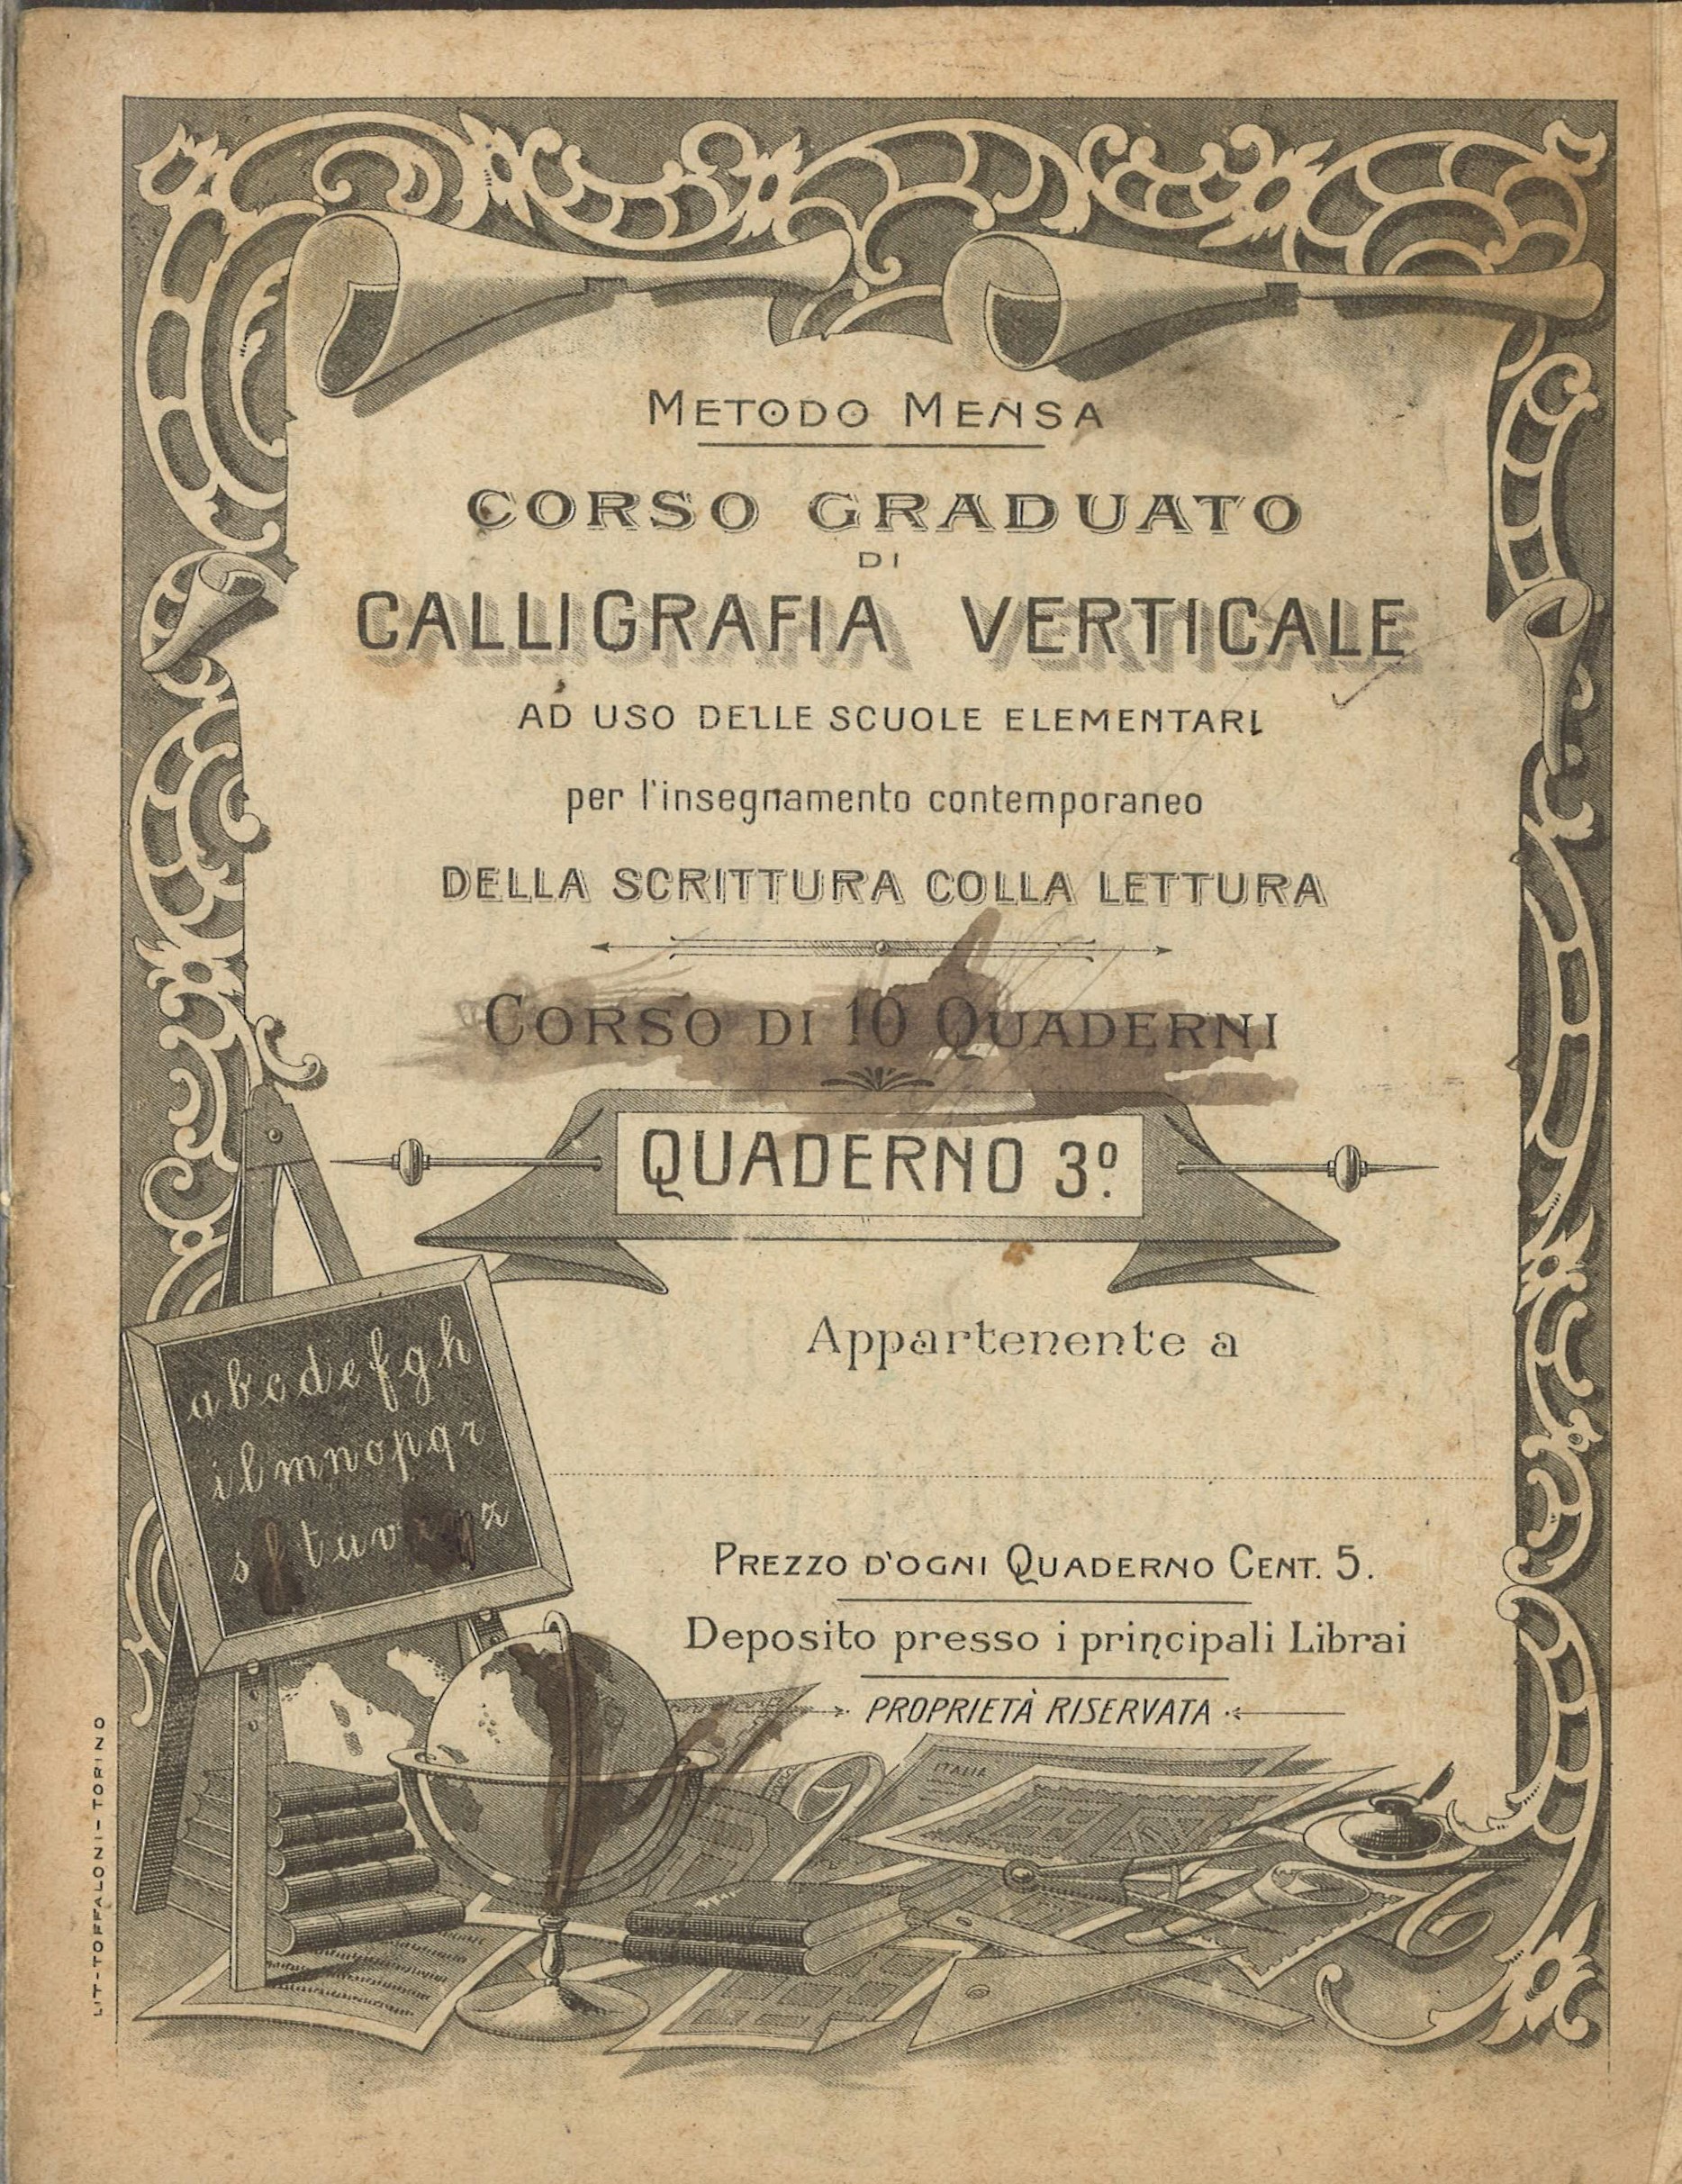 METODO MENSA
CORSO GRADUATO
DI
CALLIGRAFIA VERTICALE
AD USO DELLE SCUOLE ELEMENTARI
per l'insegnamento contemporaneo
DELLA SCRITTURA COLLA LETTURA
CORSO DI 10 QUADERNI
QUADERNO 3º.
Appartenente a
a b c d e f g h
i l m n o p q r
s t u v z
PREZZO D'OGNI QUADERNO CENT. 5.
Deposito presso i principali Librai
PROPRIETÀ RISERVATA
ITALIA
LIT-TOFFALONI-TORINO